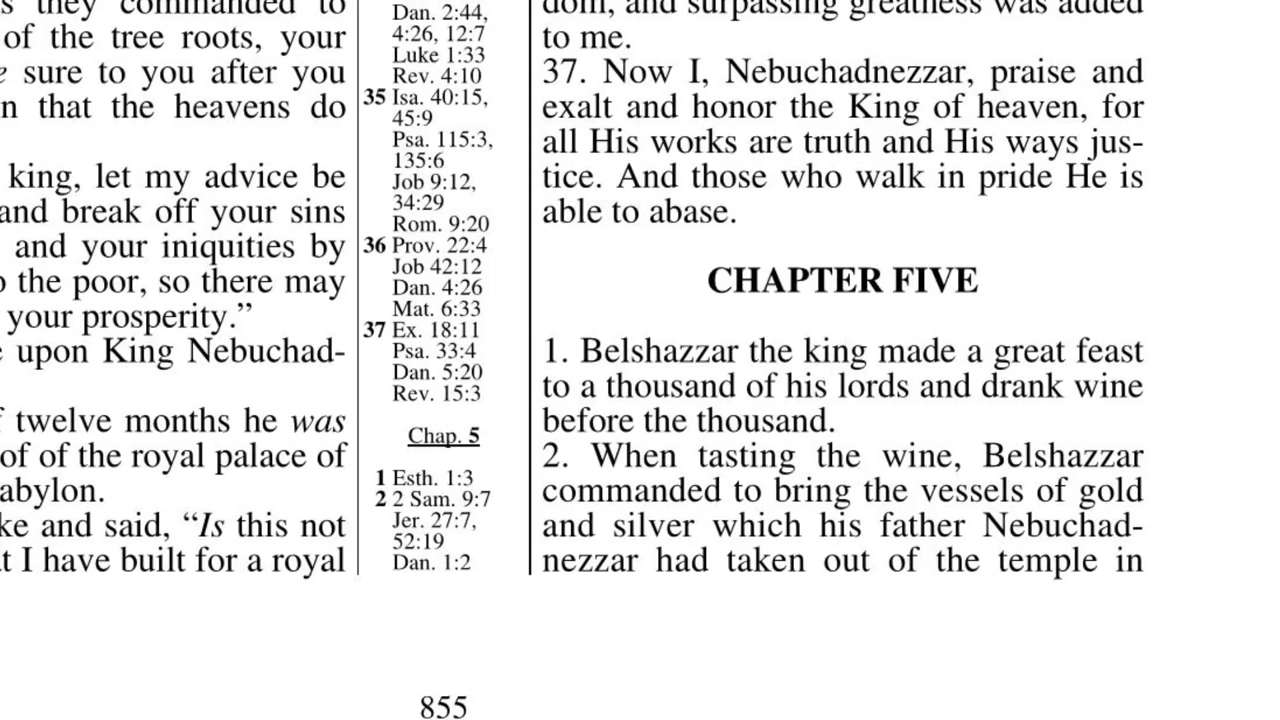 they commanded to
of the tree roots, your
sure to you after you
that the heavens do
king, let my advice be
and break off your sins
and your iniquities by
the poor, so there may
your prosperity.”
upon King Nebuchad-
twelve months he was
of of the royal palace of
abylon.
ke and said, “Is this not
t I have built for a royal
Dan. 2:44,
4:26, 12:7
Luke 1:33
Rev. 4:10
35 Isa. 40:15,
45:9
Psa. 115:3,
135:6
Job 9:12,
34:29
Rom. 9:20
36 Prov. 22:4
Job 42:12
Dan. 4:26
Mat. 6:33
37 Ex. 18:11
Psa. 33:4
Dan. 5:20
Rev. 15:3
Chap. 5
1 Esth. 1:3
2 2 Sam. 9:7
Jer. 27:7,
52:19
Dan. 1:2
dom, and surpassing greatness was added
to me.
37. Now I, Nebuchadnezzar, praise and
exalt and honor the King of heaven, for
all His works are truth and His ways jus-
tice. And those who walk in pride He is
able to abase.
CHAPTER FIVE
1. Belshazzar the king made a great feast
to a thousand of his lords and drank wine
before the thousand.
2. When tasting the wine, Belshazzar
commanded to bring the vessels of gold
and silver which his father Nebuchad-
nezzar had taken out of the temple in
855